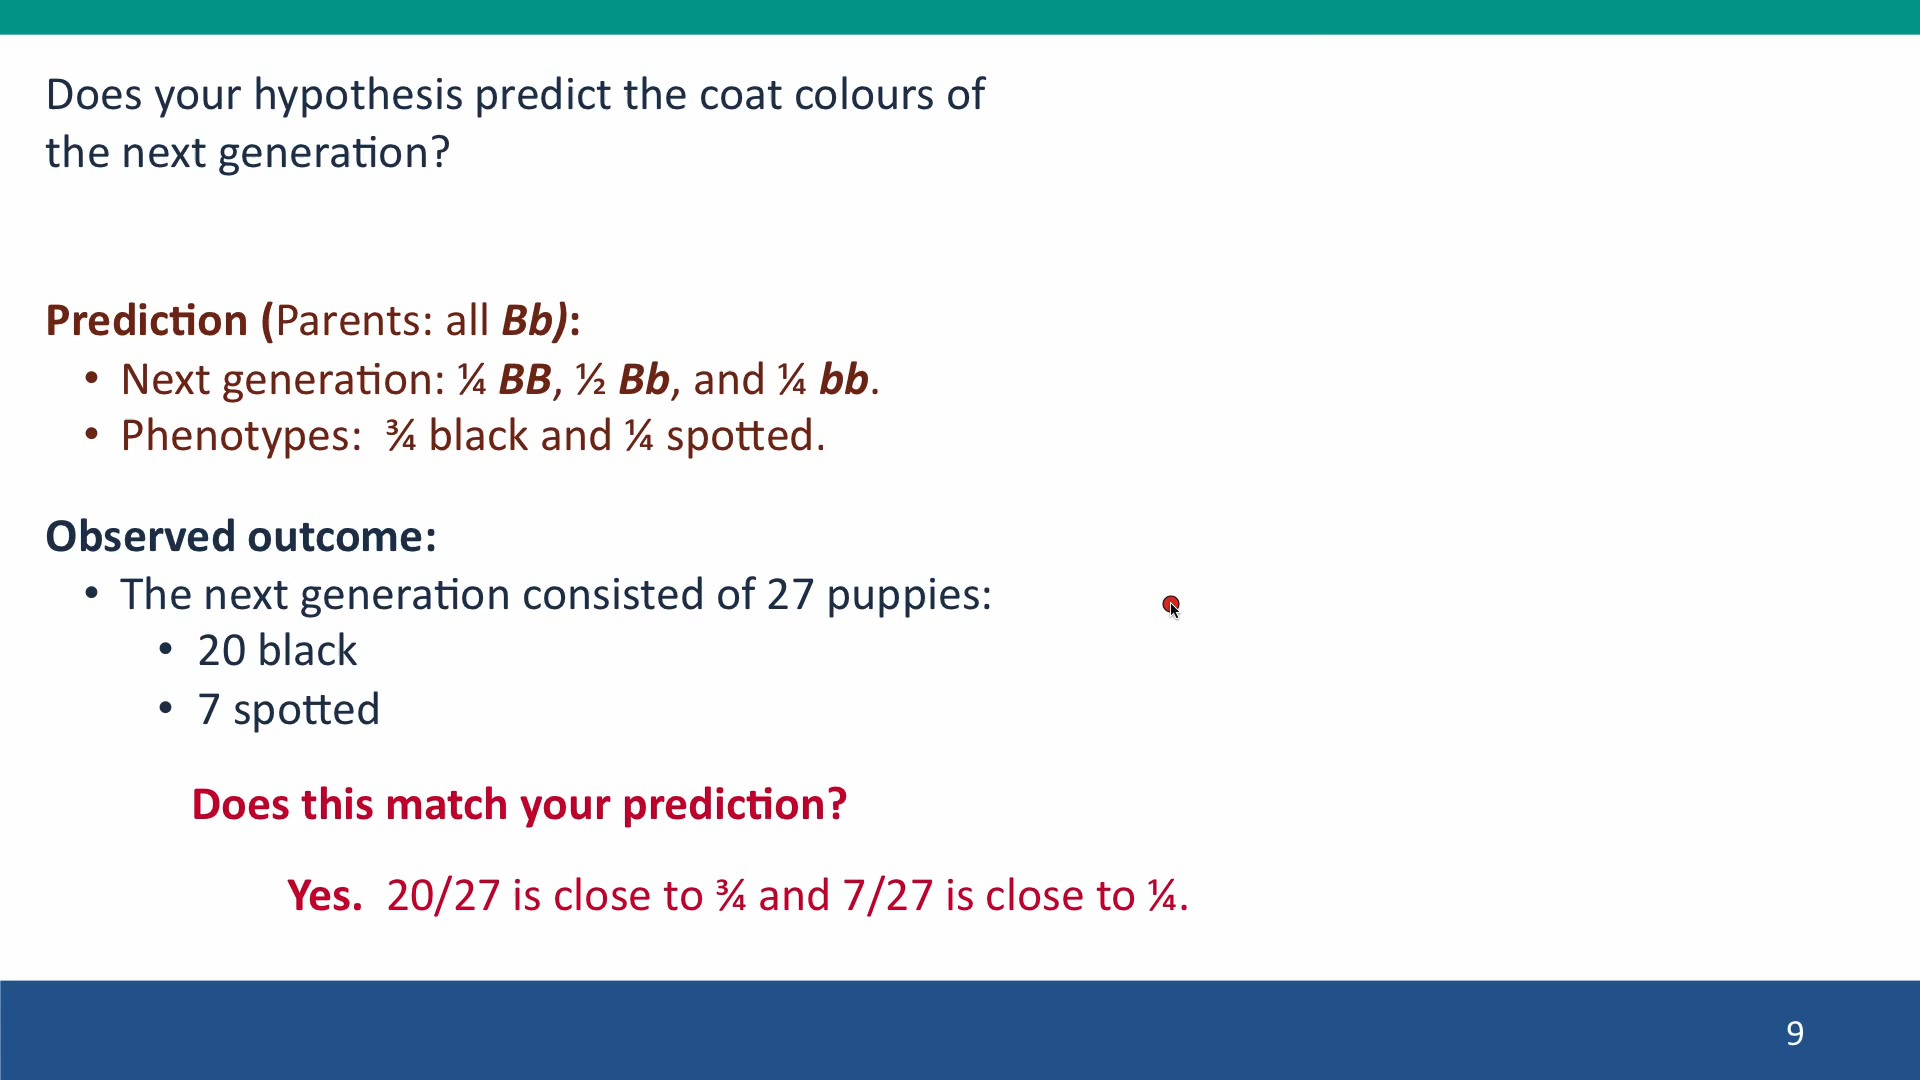 Does your hypothesis predict the coat colours of
the next generation?
Prediction (Parents: all Bb):
• Next generation: ¼ BB, ½ Bb, and ¼ bb.
• Phenotypes: ¾ black and ¼ spotted.
Observed outcome:
• The next generation consisted of 27 puppies:
• 20 black
• 7 spotted
Does this match your prediction?
Yes. 20/27 is close to ¾ and 7/27 is close to ¼.
9